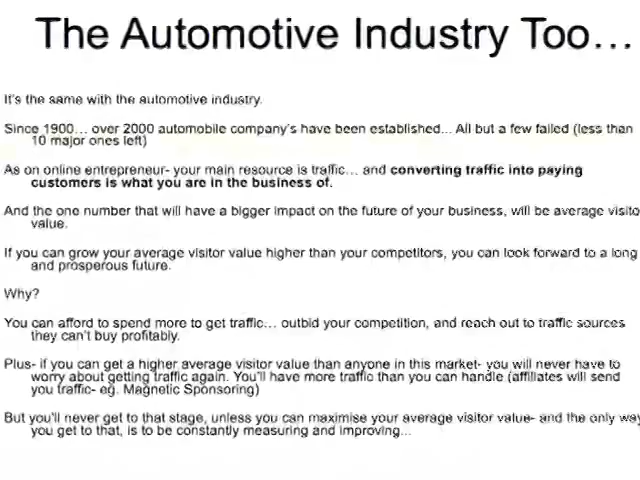 The Automotive Industry Too...
It's the same with the automotive industry.
Since 1900... over 2000 automobile company's have been established... All but a few failed (less than
10 major ones left)
As on online entrepreneur- your main resource is traffic... and converting traffic into paying
customers is what you are in the business of.
And the one number that will have a bigger impact on the future of your business, will be average visito
value.
If you can grow your average visitor value higher than your competitors, you can look forward to a long
and prosperous future.
Why?
You can afford to spend more to get traffic... outbid your competition, and reach out to traffic sources
they can't buy profitably.
Plus- if you can get a higher average visitor value than anyone in this market- you will never have to
worry about getting traffic again. You'll have more traffic than you can handle (affiliates will send
you traffic- eg. Magnetic Sponsoring)
But you'll never get to that stage, unless you can maximise your average visitor value- and the only way
you get to that, is to be constantly measuring and improving...